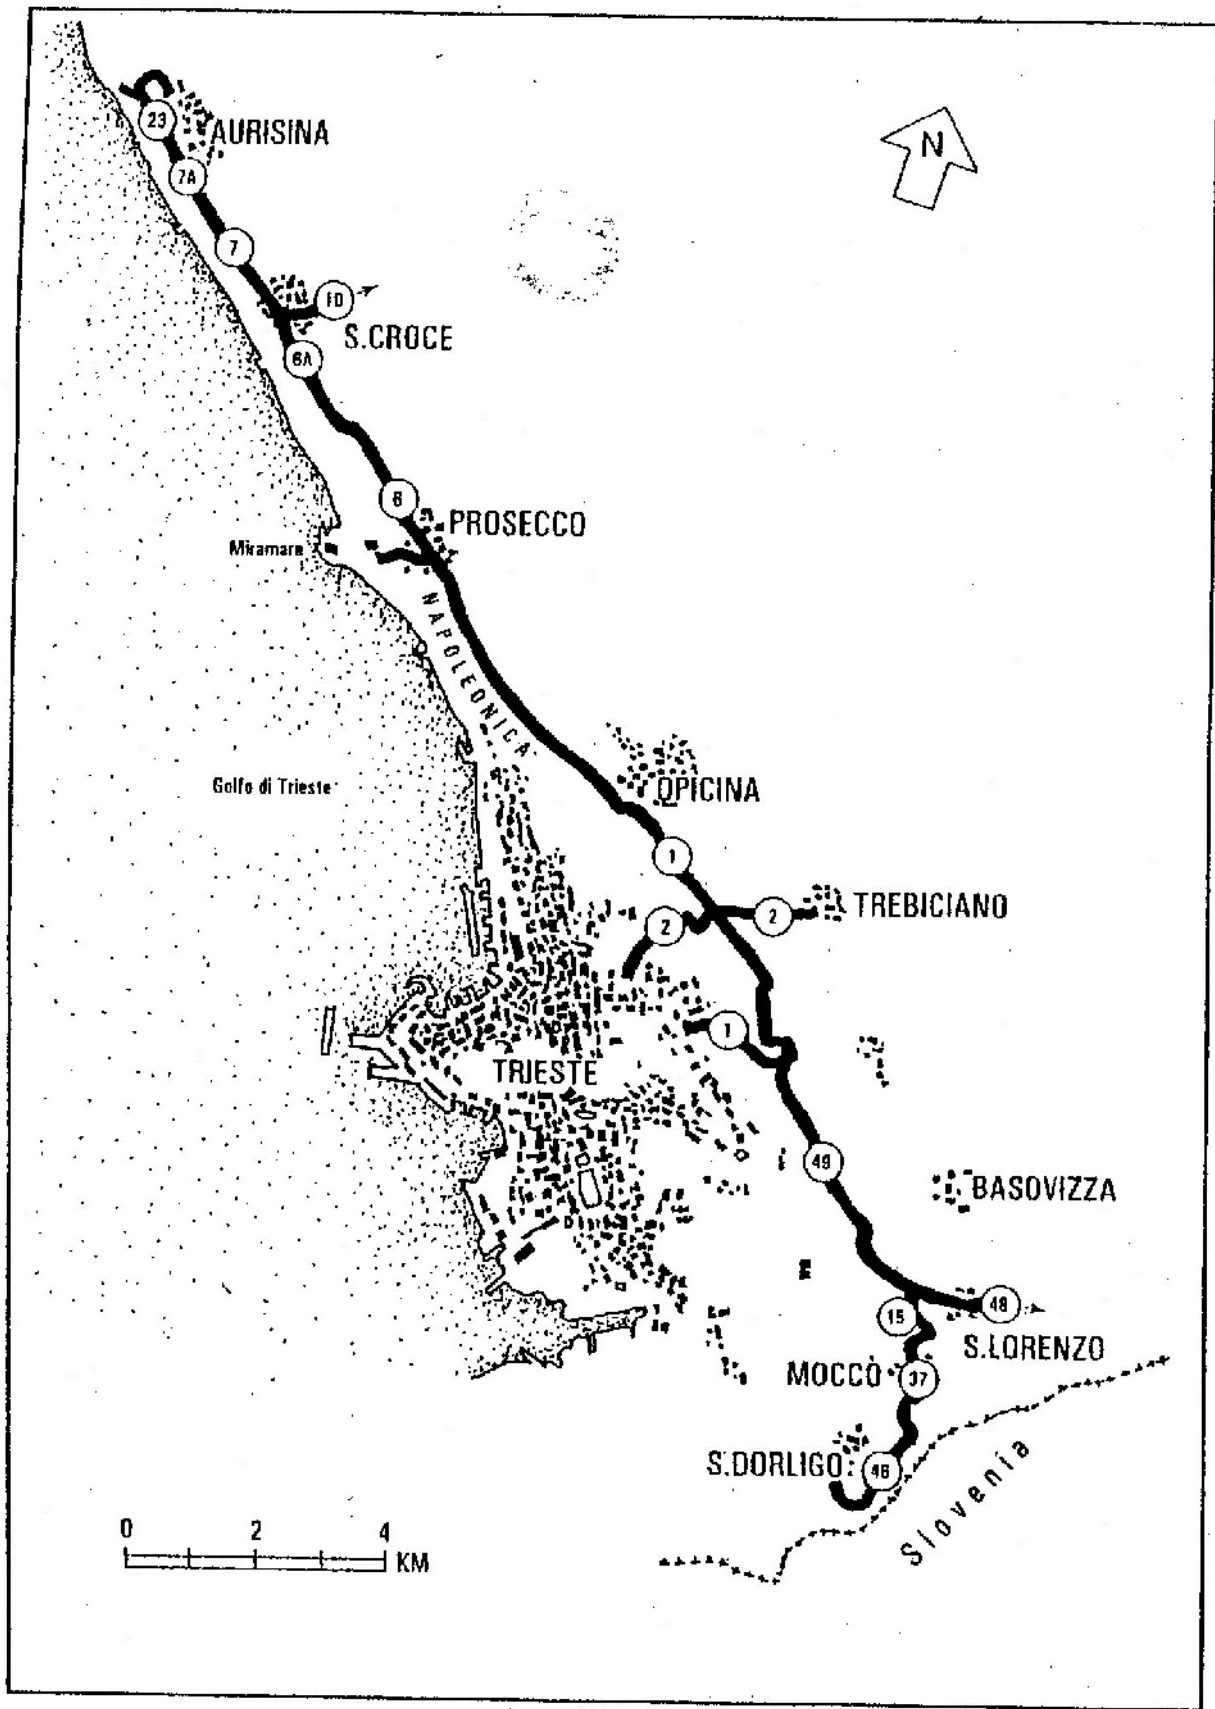 N
23
AURISINA
7A
7
10
S.CROCE
6A
6
PROSECCO
Miramare
NAPOLEONICA
OPICINA
Golfo di Trieste
1
2
2
TREBICIANO
1
TRIESTE
49
BASOVIZZA
15
48
S.LORENZO
MOCCÒ
37
S.DORLIGO
46
Slovenia
0 2 4
KM